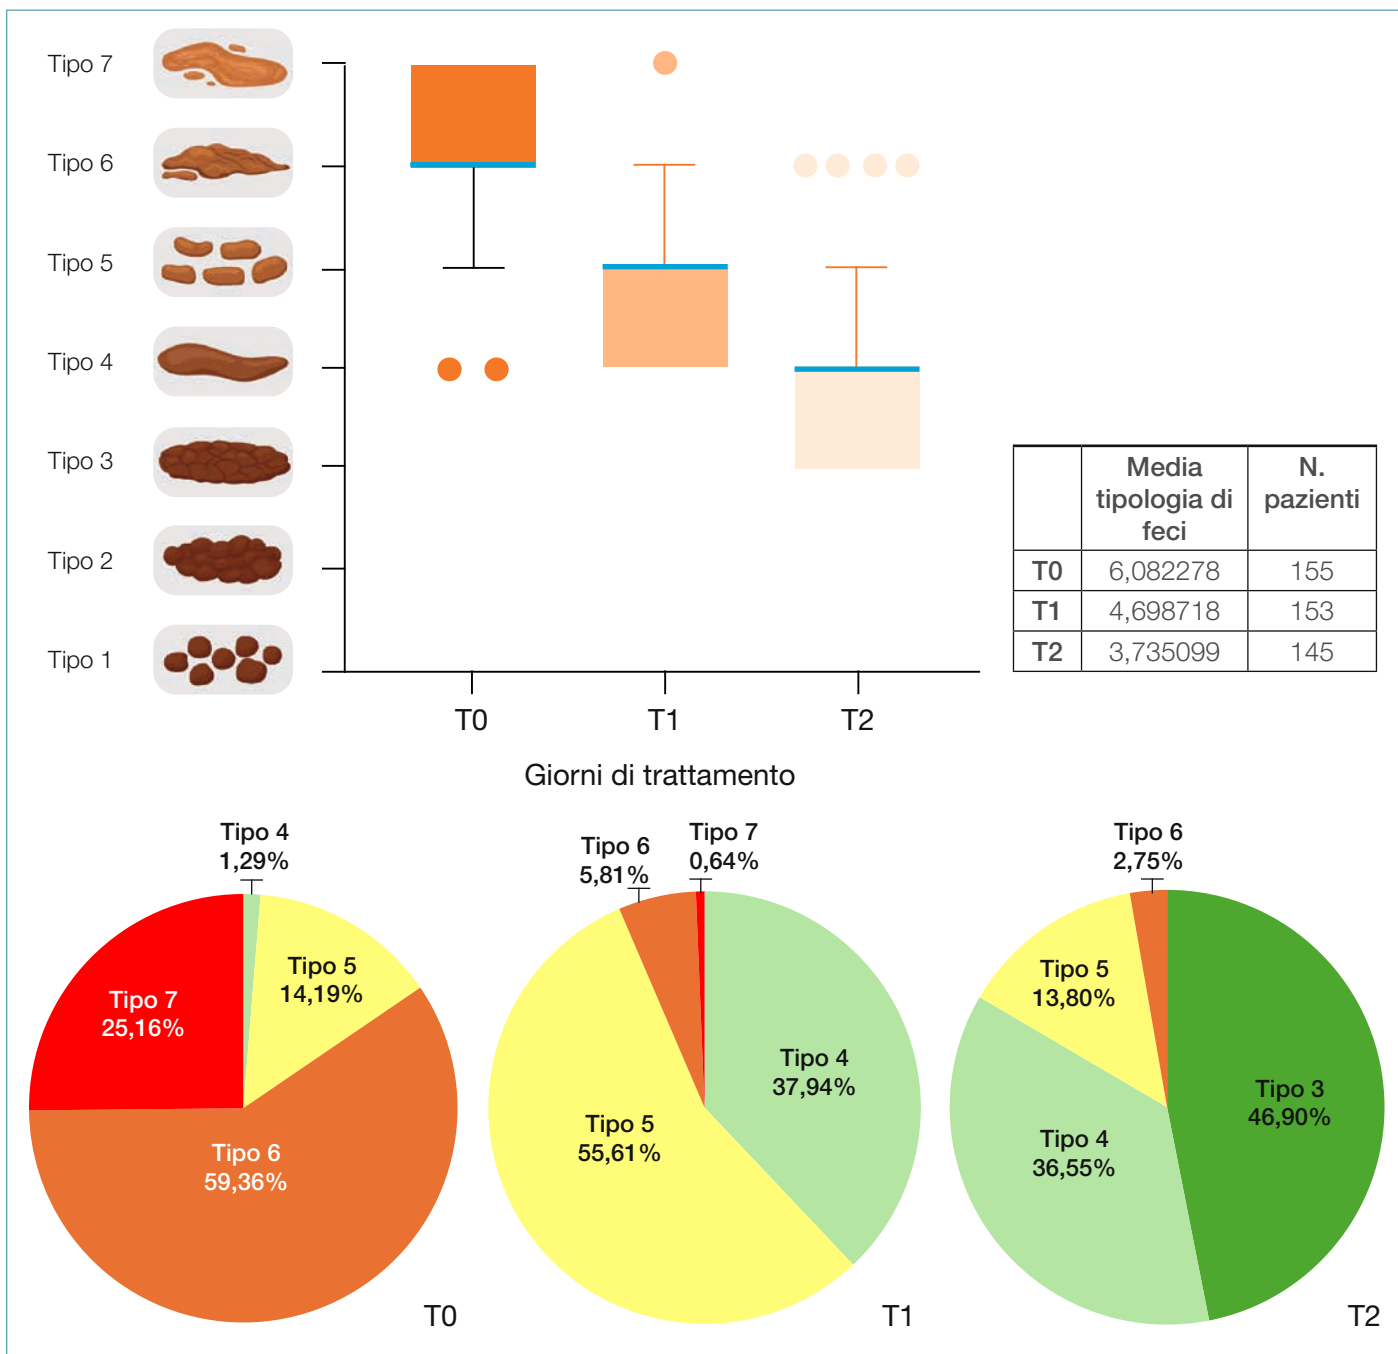 Tipo 7
Tipo 6
Tipo 5
Tipo 4
Tipo 3
Tipo 2
Tipo 1
T0 T1 T2
Giorni di trattamento
Media tipologia di feci N. pazienti
T0 6,082278 155
T1 4,698718 153
T2 3,735099 145
Tipo 4
1,29%
Tipo 5
14,19%
Tipo 7
25,16%
Tipo 6
59,36%
T0
Tipo 6
5,81%
Tipo 7
0,64%
Tipo 4
37,94%
Tipo 5
55,61%
T1
Tipo 6
2,75%
Tipo 5
13,80%
Tipo 3
46,90%
Tipo 4
36,55%
T2